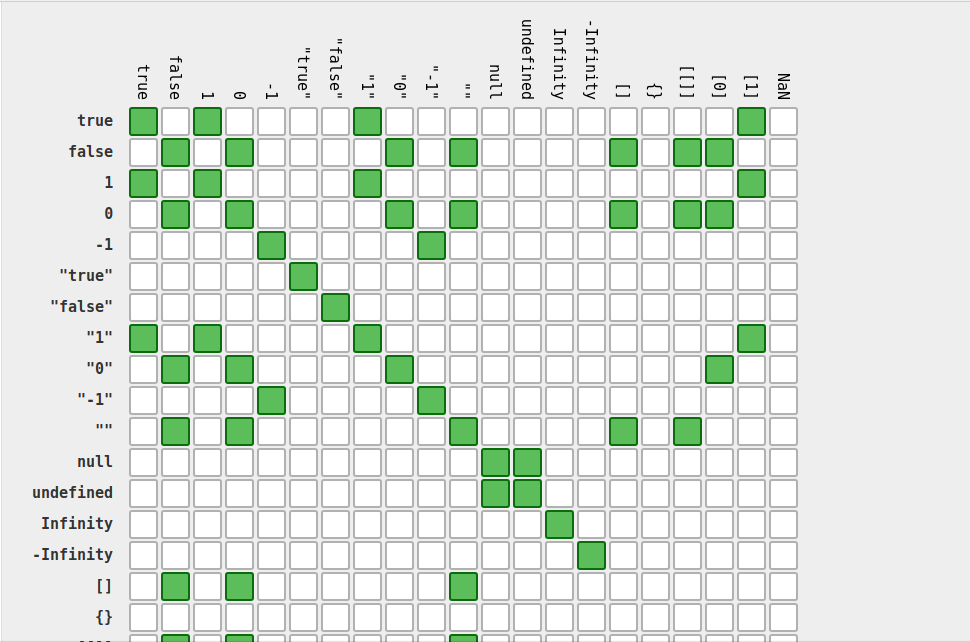 true false 1 0 -1 "true" "false" "1" "0" "-1" "" null undefined Infinity -Infinity [] {} [[]] [0] [1] NaN
true
false
1
0
-1
"true"
"false"
"1"
"0"
"-1"
""
null
undefined
Infinity
-Infinity
[]
{}